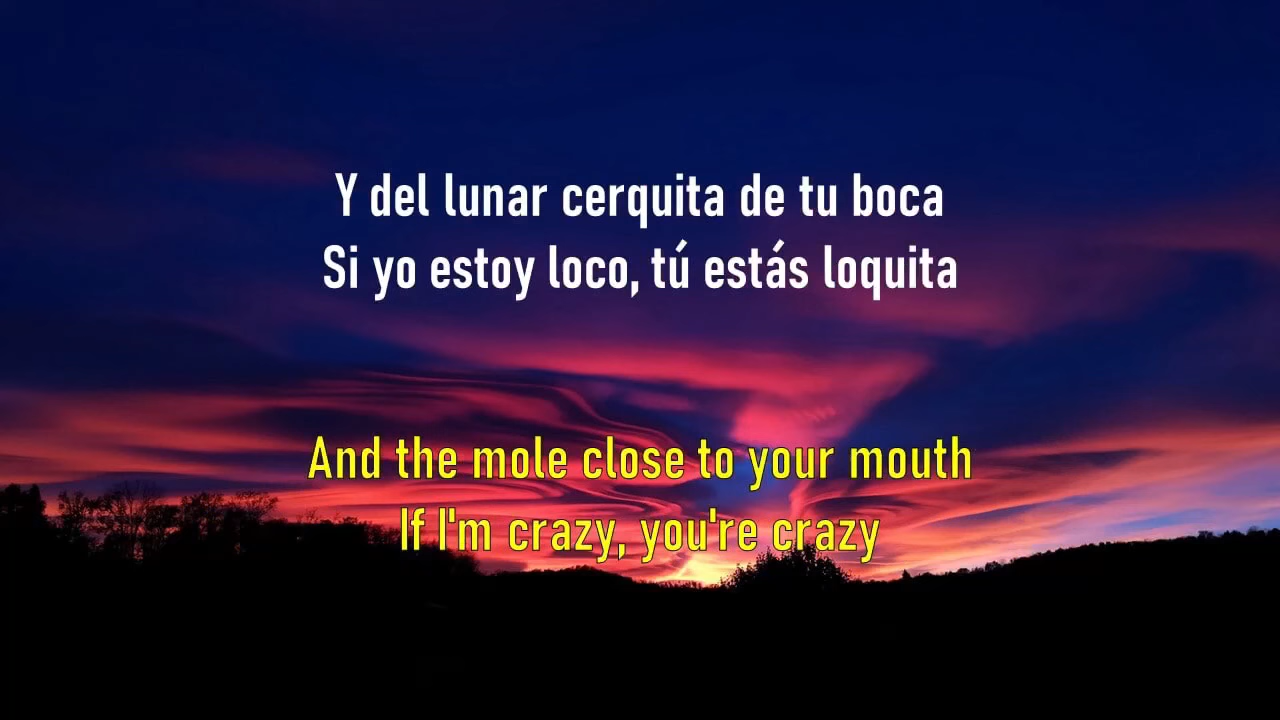 Y del lunar cerquita de tu boca
Si yo estoy loco, tú estás loquita
And the mole close to your mouth
If I'm crazy, you're crazy